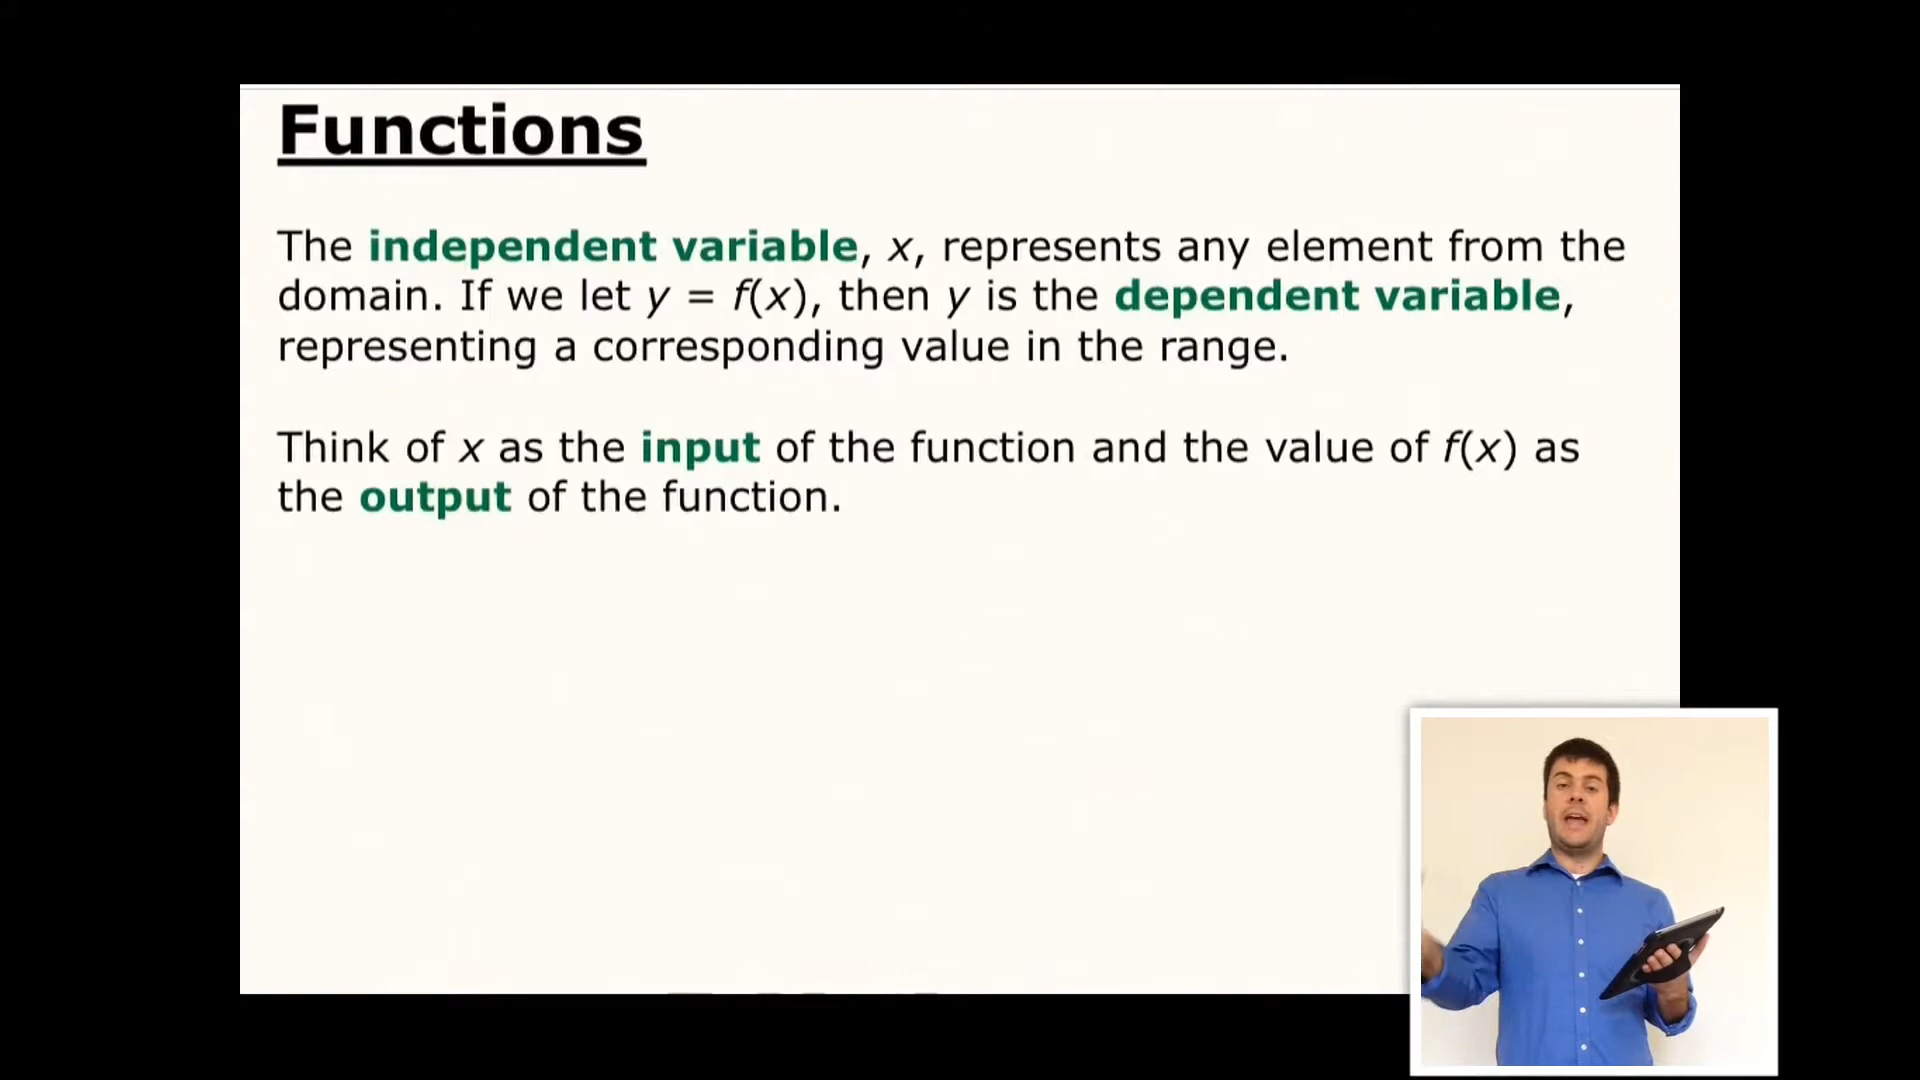 Functions
The independent variable, x, represents any element from the
domain. If we let y = f(x), then y is the dependent variable,
representing a corresponding value in the range.
Think of x as the input of the function and the value of f(x) as
the output of the function.